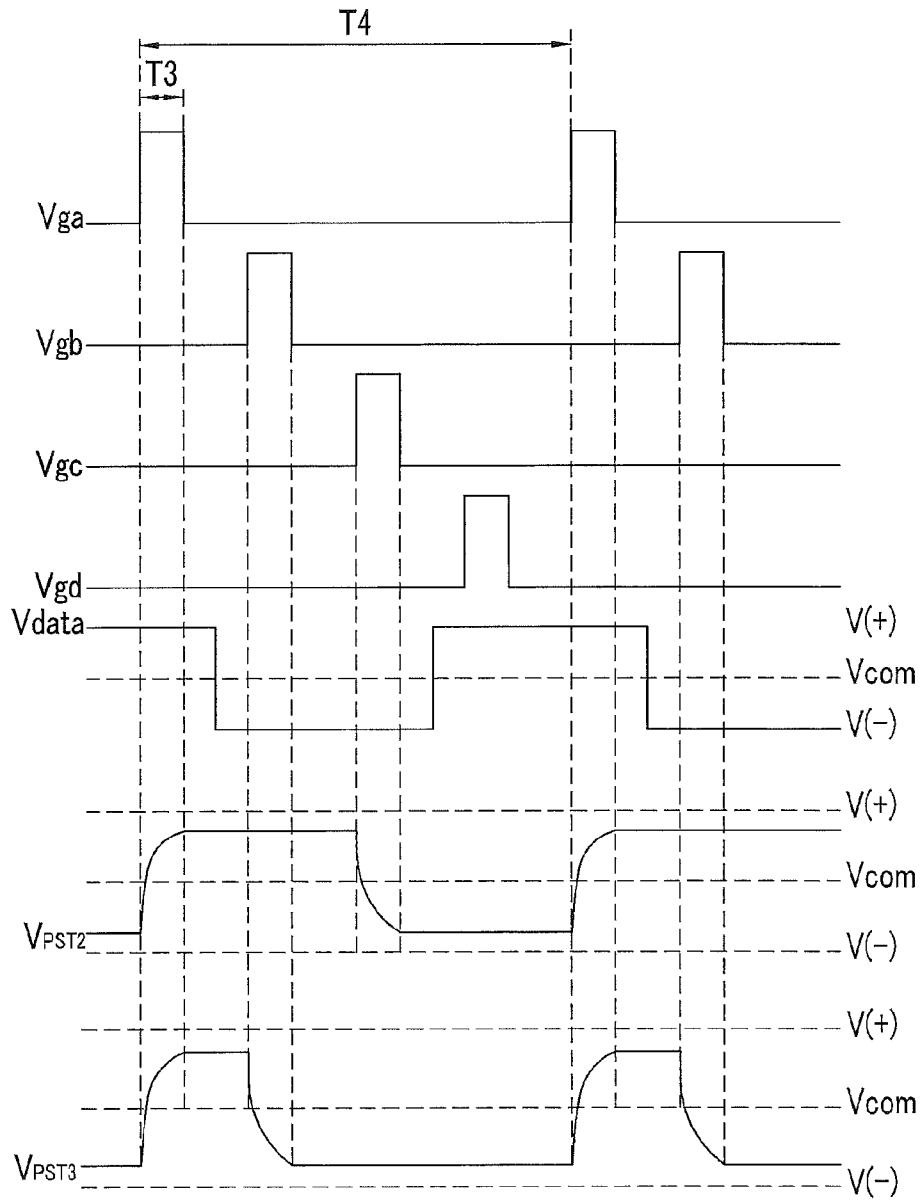 T4
T3
Vga
Vgb
Vgc
Vgd
Vdata
V(+)
Vcom
V(-)
V(+)
Vcom
VPST2
V(-)
V(+)
Vcom
VPST3
V(-)